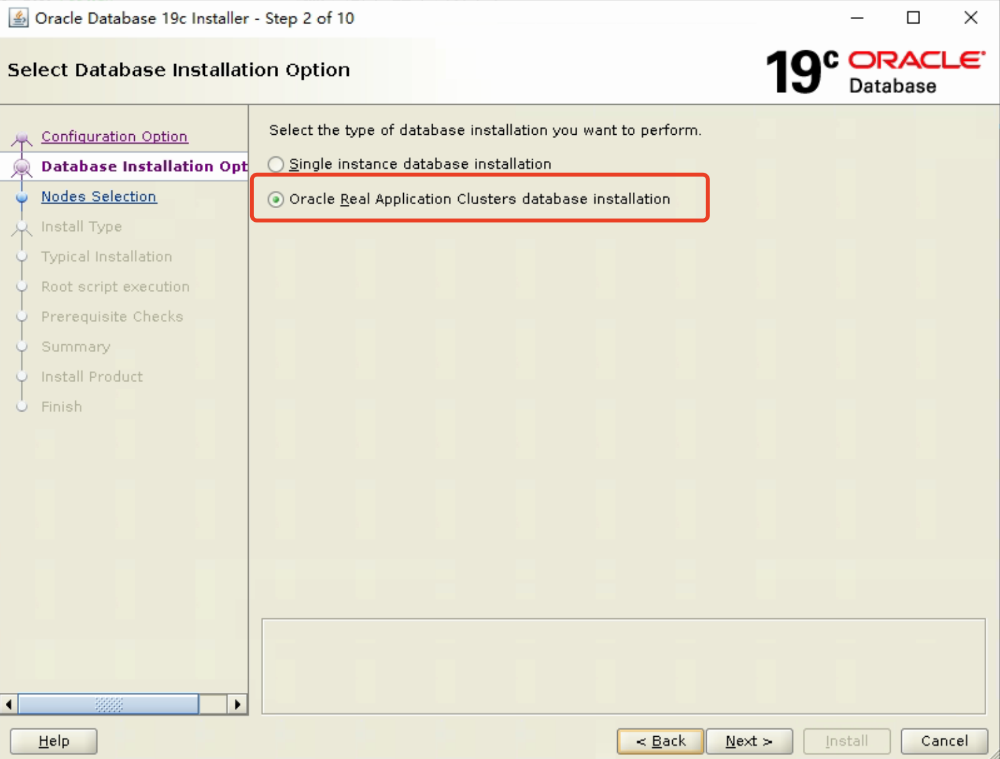 Oracle Database 19c Installer - Step 2 of 10
Select Database Installation Option
19c ORACLE
Database
Configuration Option
Database Installation Opt
Nodes Selection
Install Type
Typical Installation
Root script execution
Prerequisite Checks
Summary
Install Product
Finish
Select the type of database installation you want to perform.
Single instance database installation
Oracle Real Application Clusters database installation
Help
< Back
Next >
Install
Cancel